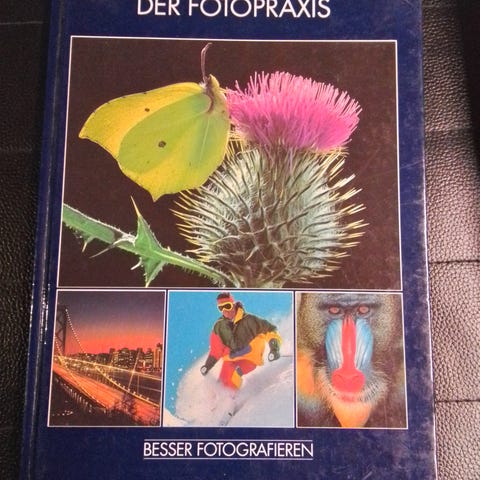 DER FOTOPRAXIS
BESSER FOTOGRAFIEREN